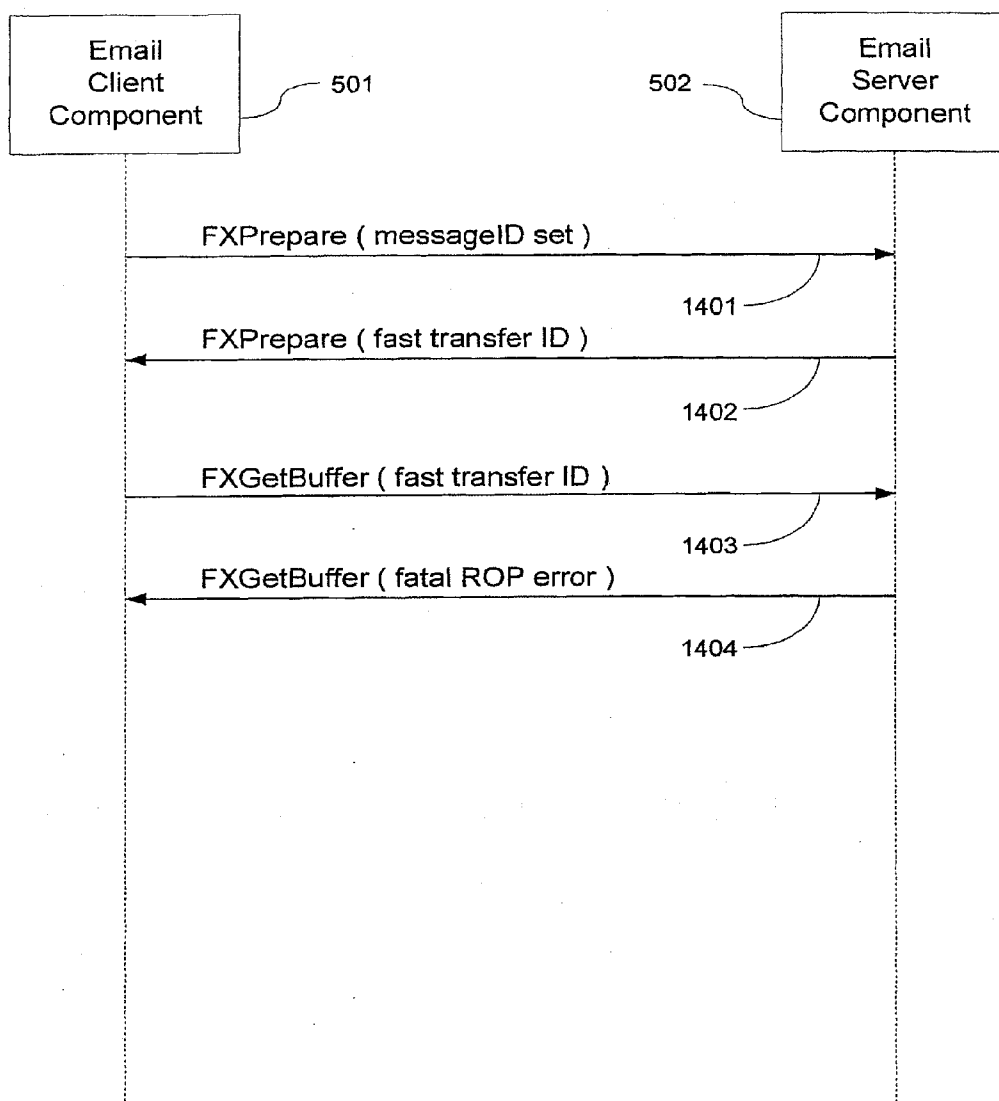 Email
Client
Component
501
502
Email
Server
Component
FXPrepare ( messageID set )
1401
FXPrepare ( fast transfer ID )
1402
FXGetBuffer ( fast transfer ID )
1403
FXGetBuffer ( fatal ROP error )
1404